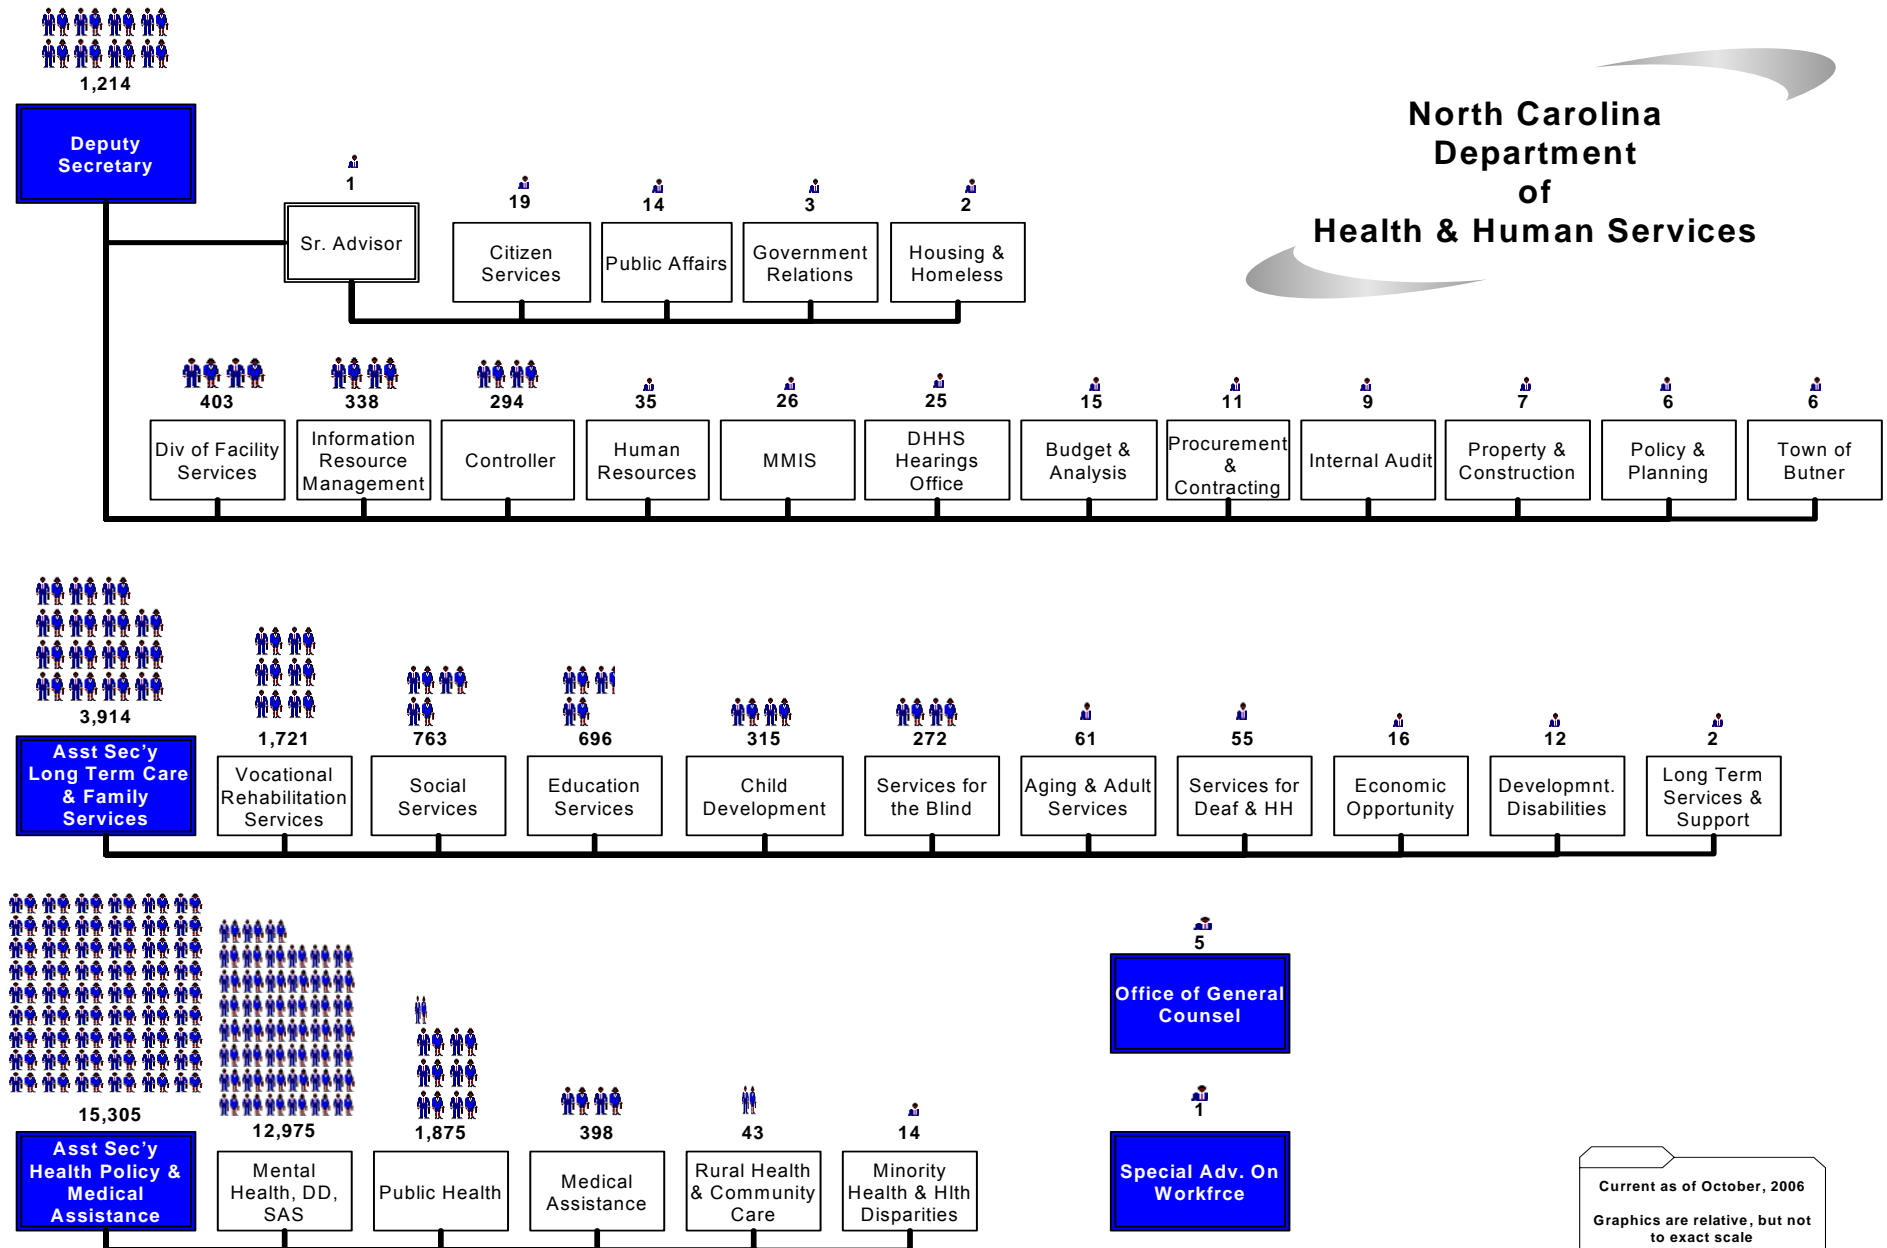 1,214
Deputy
Secretary
North Carolina
Department
of
Health & Human Services
1
Sr. Advisor
19
Citizen
Services
14
Public Affairs
3
Government
Relations
2
Housing &
Homeless
403
Div of Facility
Services
338
Information
Resource
Management
294
Controller
35
Human
Resources
26
MMIS
25
DHHS
Hearings
Office
15
Budget &
Analysis
11
Procurement
&
Contracting
9
Internal Audit
7
Property &
Construction
6
Policy &
Planning
6
Town of
Butner
3,914
Asst Sec'y
Long Term Care
& Family
Services
1,721
Vocational
Rehabilitation
Services
763
Social
Services
696
Education
Services
315
Child
Development
272
Services for
the Blind
61
Aging & Adult
Services
55
Services for
Deaf & HH
16
Economic
Opportunity
12
Developmnt.
Disabilities
2
Long Term
Services &
Support
15,305
Asst Sec'y
Health Policy &
Medical
Assistance
12,975
Mental
Health, DD,
SAS
1,875
Public Health
398
Medical
Assistance
43
Rural Health
& Community
Care
14
Minority
Health & Hlth
Disparities
5
Office of General
Counsel
1
Special Adv. On
Workfrce
Current as of October, 2006
Graphics are relative, but not
to exact scale